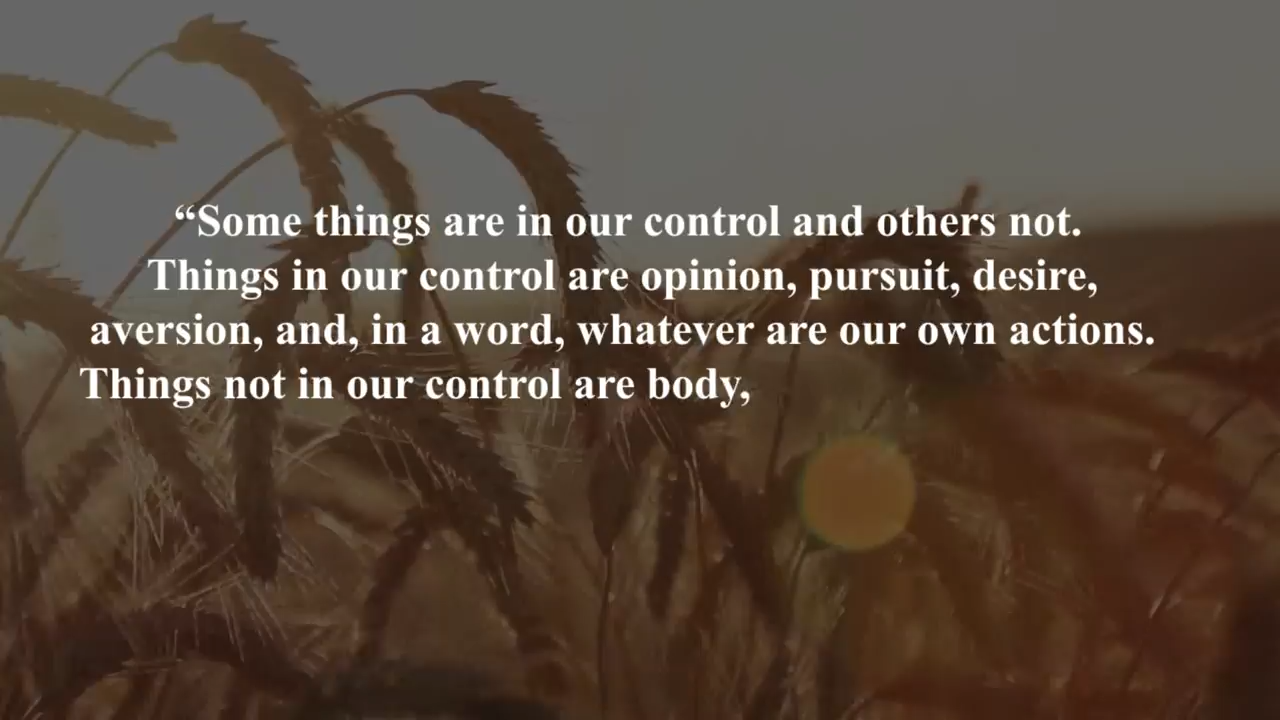 “Some things are in our control and others not.
Things in our control are opinion, pursuit, desire,
aversion, and, in a word, whatever are our own actions.
Things not in our control are body,